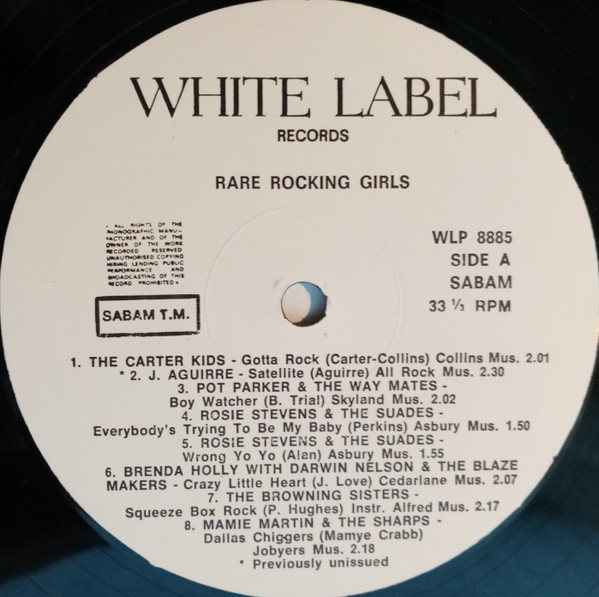 WHITE LABEL
RECORDS
RARE ROCKING GIRLS
• ALL RIGHTS OF THE
PHONOGRAPHIC MANU-
FACTURER AND OF THE
OWNER OF THE WORK
RECORDED RESERVED
UNAUTHORISED COPYING
HIRING LENDING PUBLIC
PERFORMANCE AND
BROADCASTING OF THIS
RECORD PROHIBITED •
SABAM T.M.
WLP 8885
SIDE A
SABAM
33 ⅓ RPM
1. THE CARTER KIDS - Gotta Rock (Carter-Collins) Collins Mus. 2.01
* 2. J. AGUIRRE - Satellite (Aguirre) All Rock Mus. 2.30
3. POT PARKER & THE WAY MATES -
Boy Watcher (B. Trial) Skyland Mus. 2.02
4. ROSIE STEVENS & THE SUADES -
Everybody's Trying To Be My Baby (Perkins) Asbury Mus. 1.50
5. ROSIE STEVENS & THE SUADES -
Wrong Yo Yo (Alan) Asbury Mus. 1.55
6. BRENDA HOLLY WITH DARWIN NELSON & THE BLAZE
MAKERS - Crazy Little Heart (J. Love) Cedarlane Mus. 2.07
7. THE BROWNING SISTERS -
Squeeze Box Rock (P. Hughes) Instr. Alfred Mus. 2.17
8. MAMIE MARTIN & THE SHARPS -
Dallas Chiggers (Mamye Crabb)
Jobyers Mus. 2.18
* Previously unissued